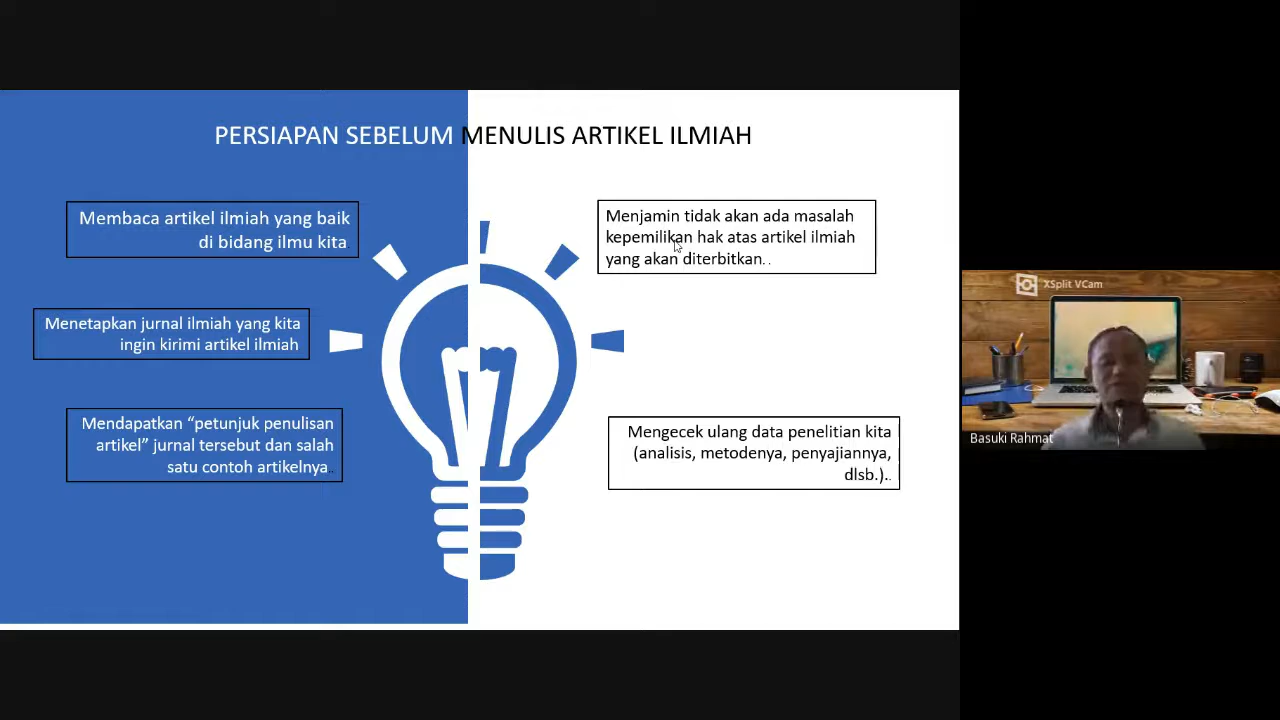 PERSIAPAN SEBELUM MENULIS ARTIKEL ILMIAH
Membaca artikel ilmiah yang baik
di bidang ilmu kita
Menetapkan jurnal ilmiah yang kita
ingin kirimi artikel ilmiah
Mendapatkan “petunjuk penulisan
artikel” jurnal tersebut dan salah
satu contoh artikelnya..
Menjamin tidak akan ada masalah
kepemilikan hak atas artikel ilmiah
yang akan diterbitkan..
Mengecek ulang data penelitian kita
(analisis, metodenya, penyajiannya,
dlsb.)..
XSplit VCam
Basuki Rahmat